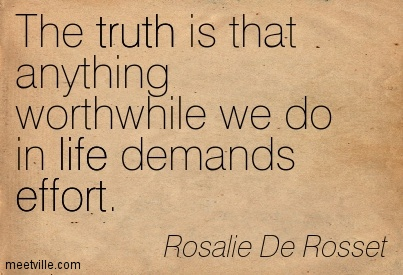 The truth is that
anything
worthwhile we do
in life demands
effort.
Rosalie De Rosset
meetville.com